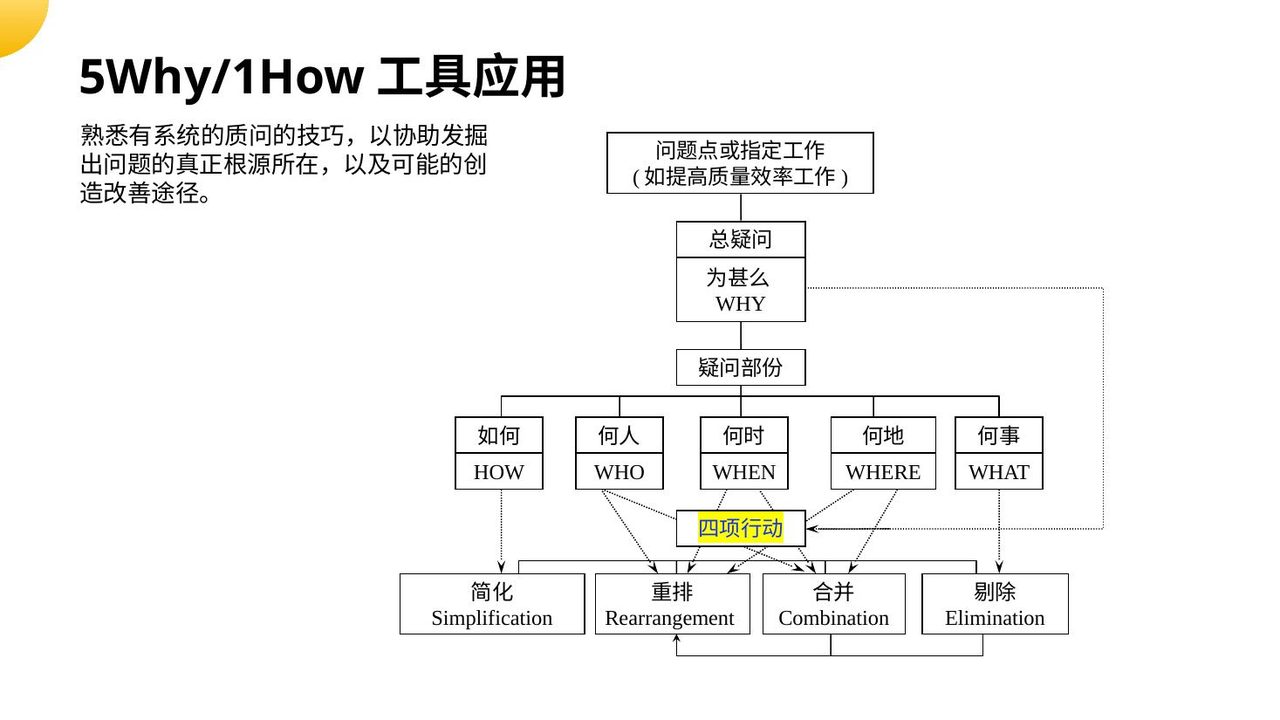 5Why/1How 工具应用
熟悉有系统的质问的技巧，以协助发掘
出问题的真正根源所在，以及可能的创
造改善途径。
问题点或指定工作
( 如提高质量效率工作 )
总疑问
为甚么
WHY
疑问部份
如何
何人
何时
何地
何事
HOW
WHO
WHEN
WHERE
WHAT
四项行动
简化
重排
合并
剔除
Simplification
Rearrangement
Combination
Elimination